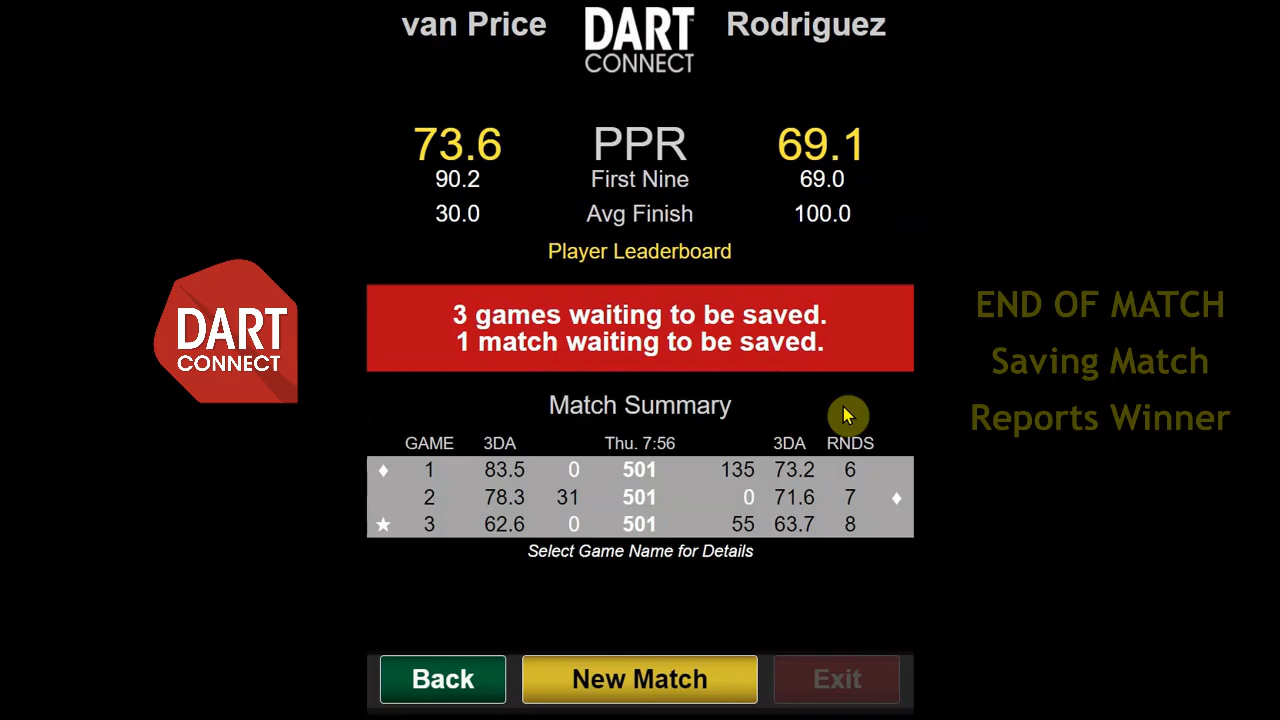 van Price DART CONNECT Rodriguez
73.6 PPR 69.1
90.2 First Nine 69.0
30.0 Avg Finish 100.0
Player Leaderboard
3 games waiting to be saved.
1 match waiting to be saved.
DART
CONNECT
END OF MATCH
Saving Match
Reports Winner
Match Summary
GAME 3DA Thu. 7:56 3DA RNDS
♦ 1 83.5 0 501 135 73.2 6
2 78.3 31 501 0 71.6 7 ♦
★ 3 62.6 0 501 55 63.7 8
Select Game Name for Details
Back New Match Exit